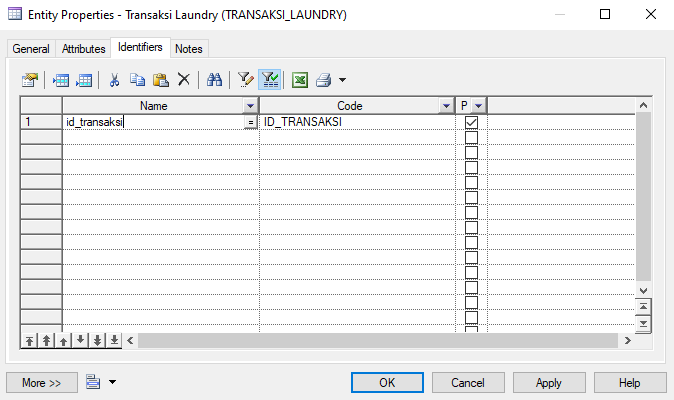 Entity Properties - Transaksi Laundry (TRANSAKSI_LAUNDRY)
General Attributes Identifiers Notes
Name Code P
1 id_transaksi = ID_TRANSAKSI
More >> OK Cancel Apply Help